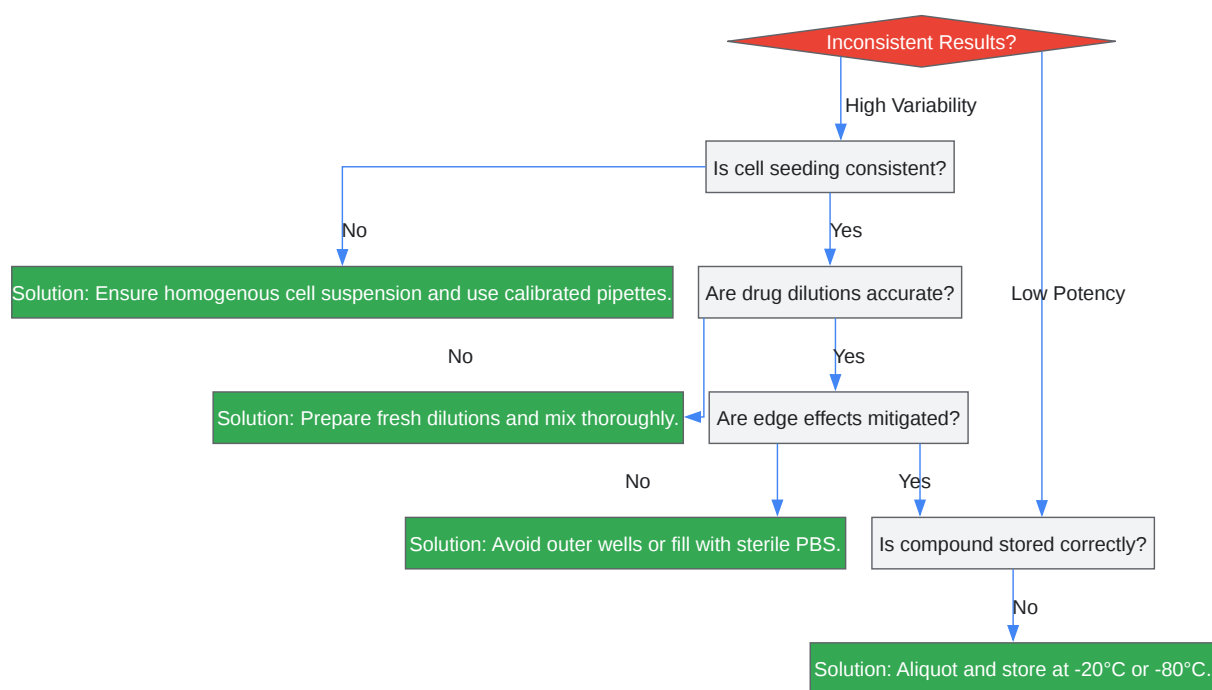 Inconsistent Results?
High Variability
Is cell seeding consistent?
No
Yes
Solution: Ensure homogenous cell suspension and use calibrated pipettes.
Are drug dilutions accurate?
Low Potency
No
Yes
Solution: Prepare fresh dilutions and mix thoroughly.
Are edge effects mitigated?
No
Yes
Solution: Avoid outer wells or fill with sterile PBS.
Is compound stored correctly?
No
Solution: Aliquot and store at -20°C or -80°C.